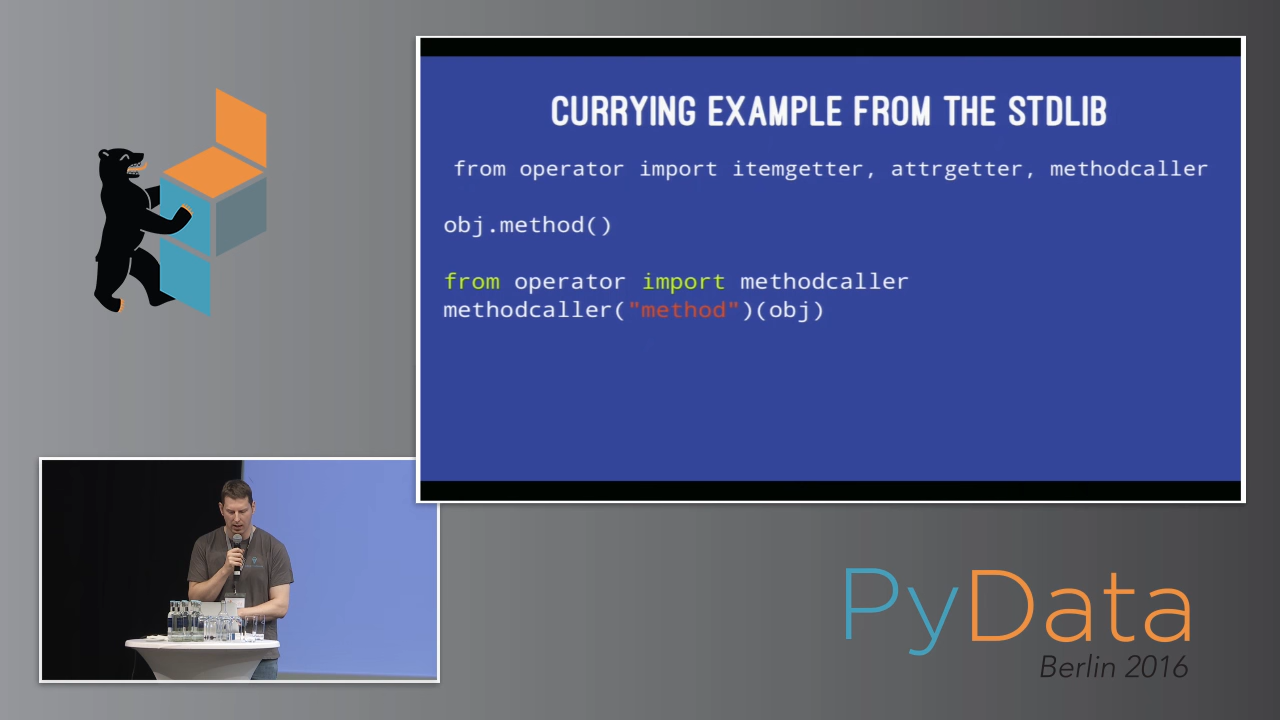 CURRYING EXAMPLE FROM THE STDLIB
from operator import itemgetter, attrgetter, methodcaller
obj.method()
from operator import methodcaller
methodcaller("method")(obj)
PyData
Berlin 2016